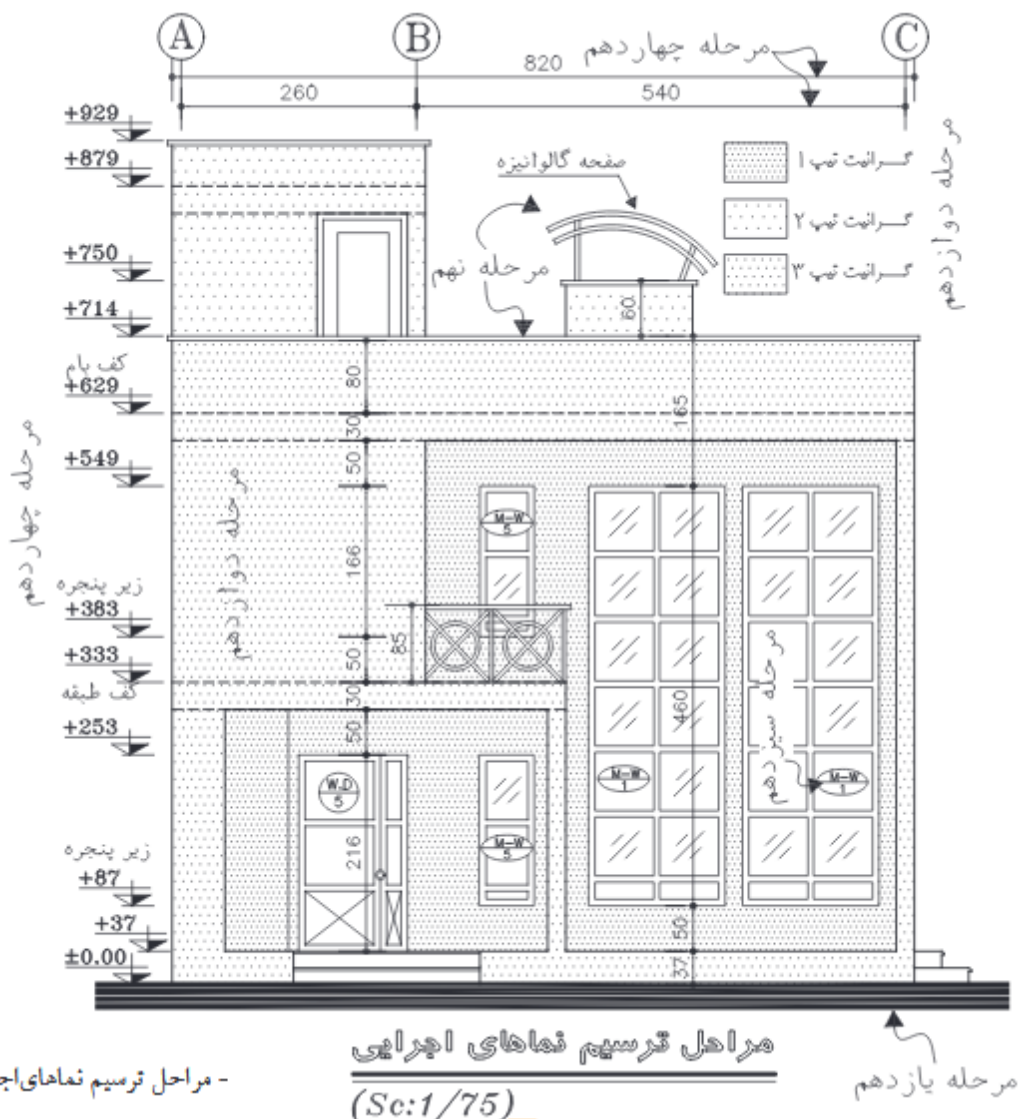 A
B
C
مرحله چهاردهم
820
260
540
+929
+879
+750
+714
کف بام
+629
+549
زیر پنجره
+383
+333
کف طبقه
+253
زیر پنجره
+87
+37
±0.00
مرحله چهاردهم
مرحله دوازدهم
مرحله دوازدهم
صفحه گالوانیزه
گرانیت تیپ ۱
گرانیت تیپ ۲
گرانیت تیپ ۳
مرحله نهم
60
80
30
50
166
50
30
50
216
85
165
460
50
37
M-W
5
M-W
5
W.D
5
M-W
1
M-W
1
مرحله سیزدهم
مرحله یازدهم
مراحل ترسیم نماهای اجرایی
(Sc:1/75)
- مراحل ترسیم نماهای اج